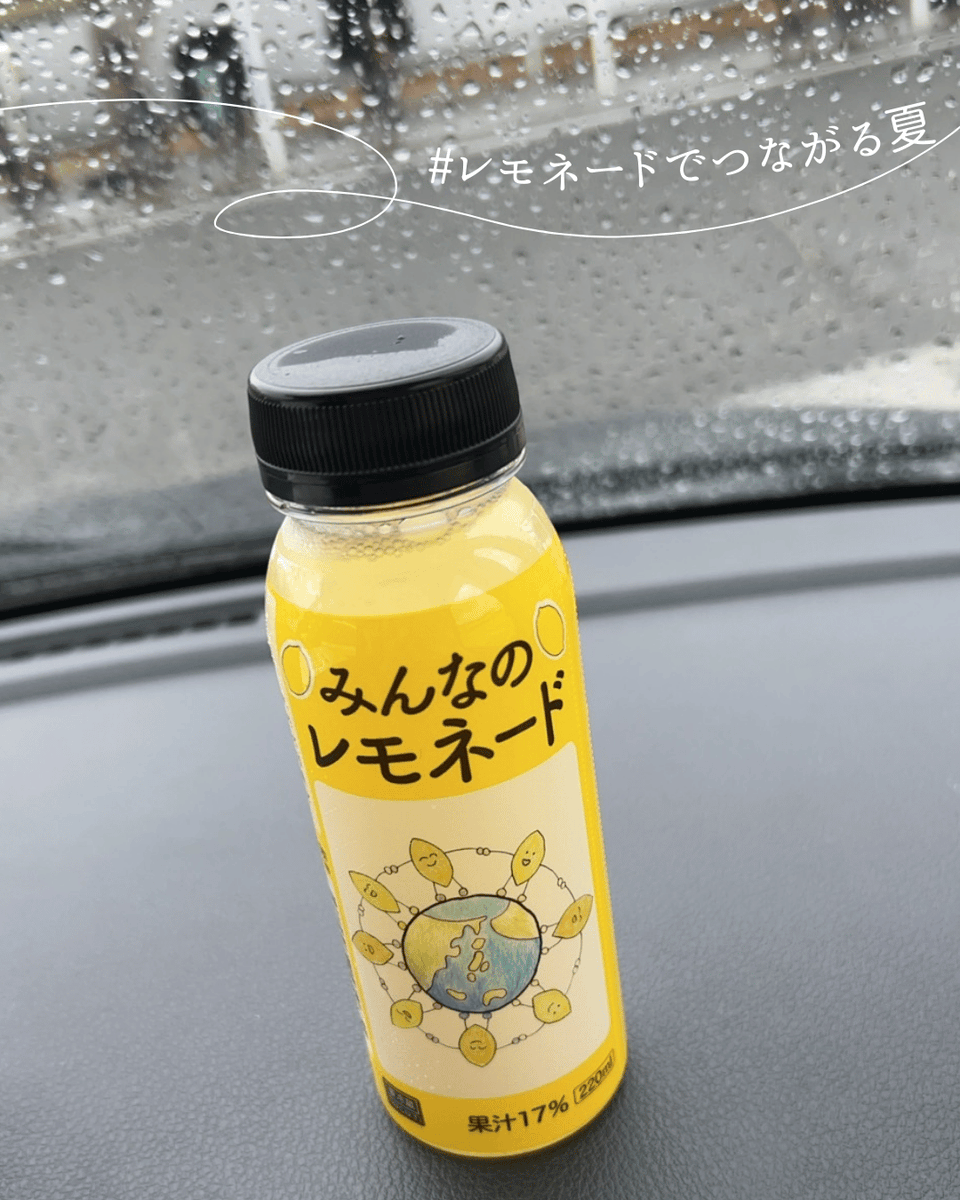 #レモネードでつながる夏
みんなの
レモネード
果汁17% 220ml